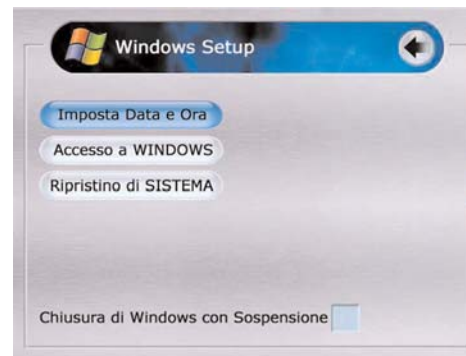 Windows Setup
Imposta Data e Ora
Accesso a WINDOWS
Ripristino di SISTEMA
Chiusura di Windows con Sospensione